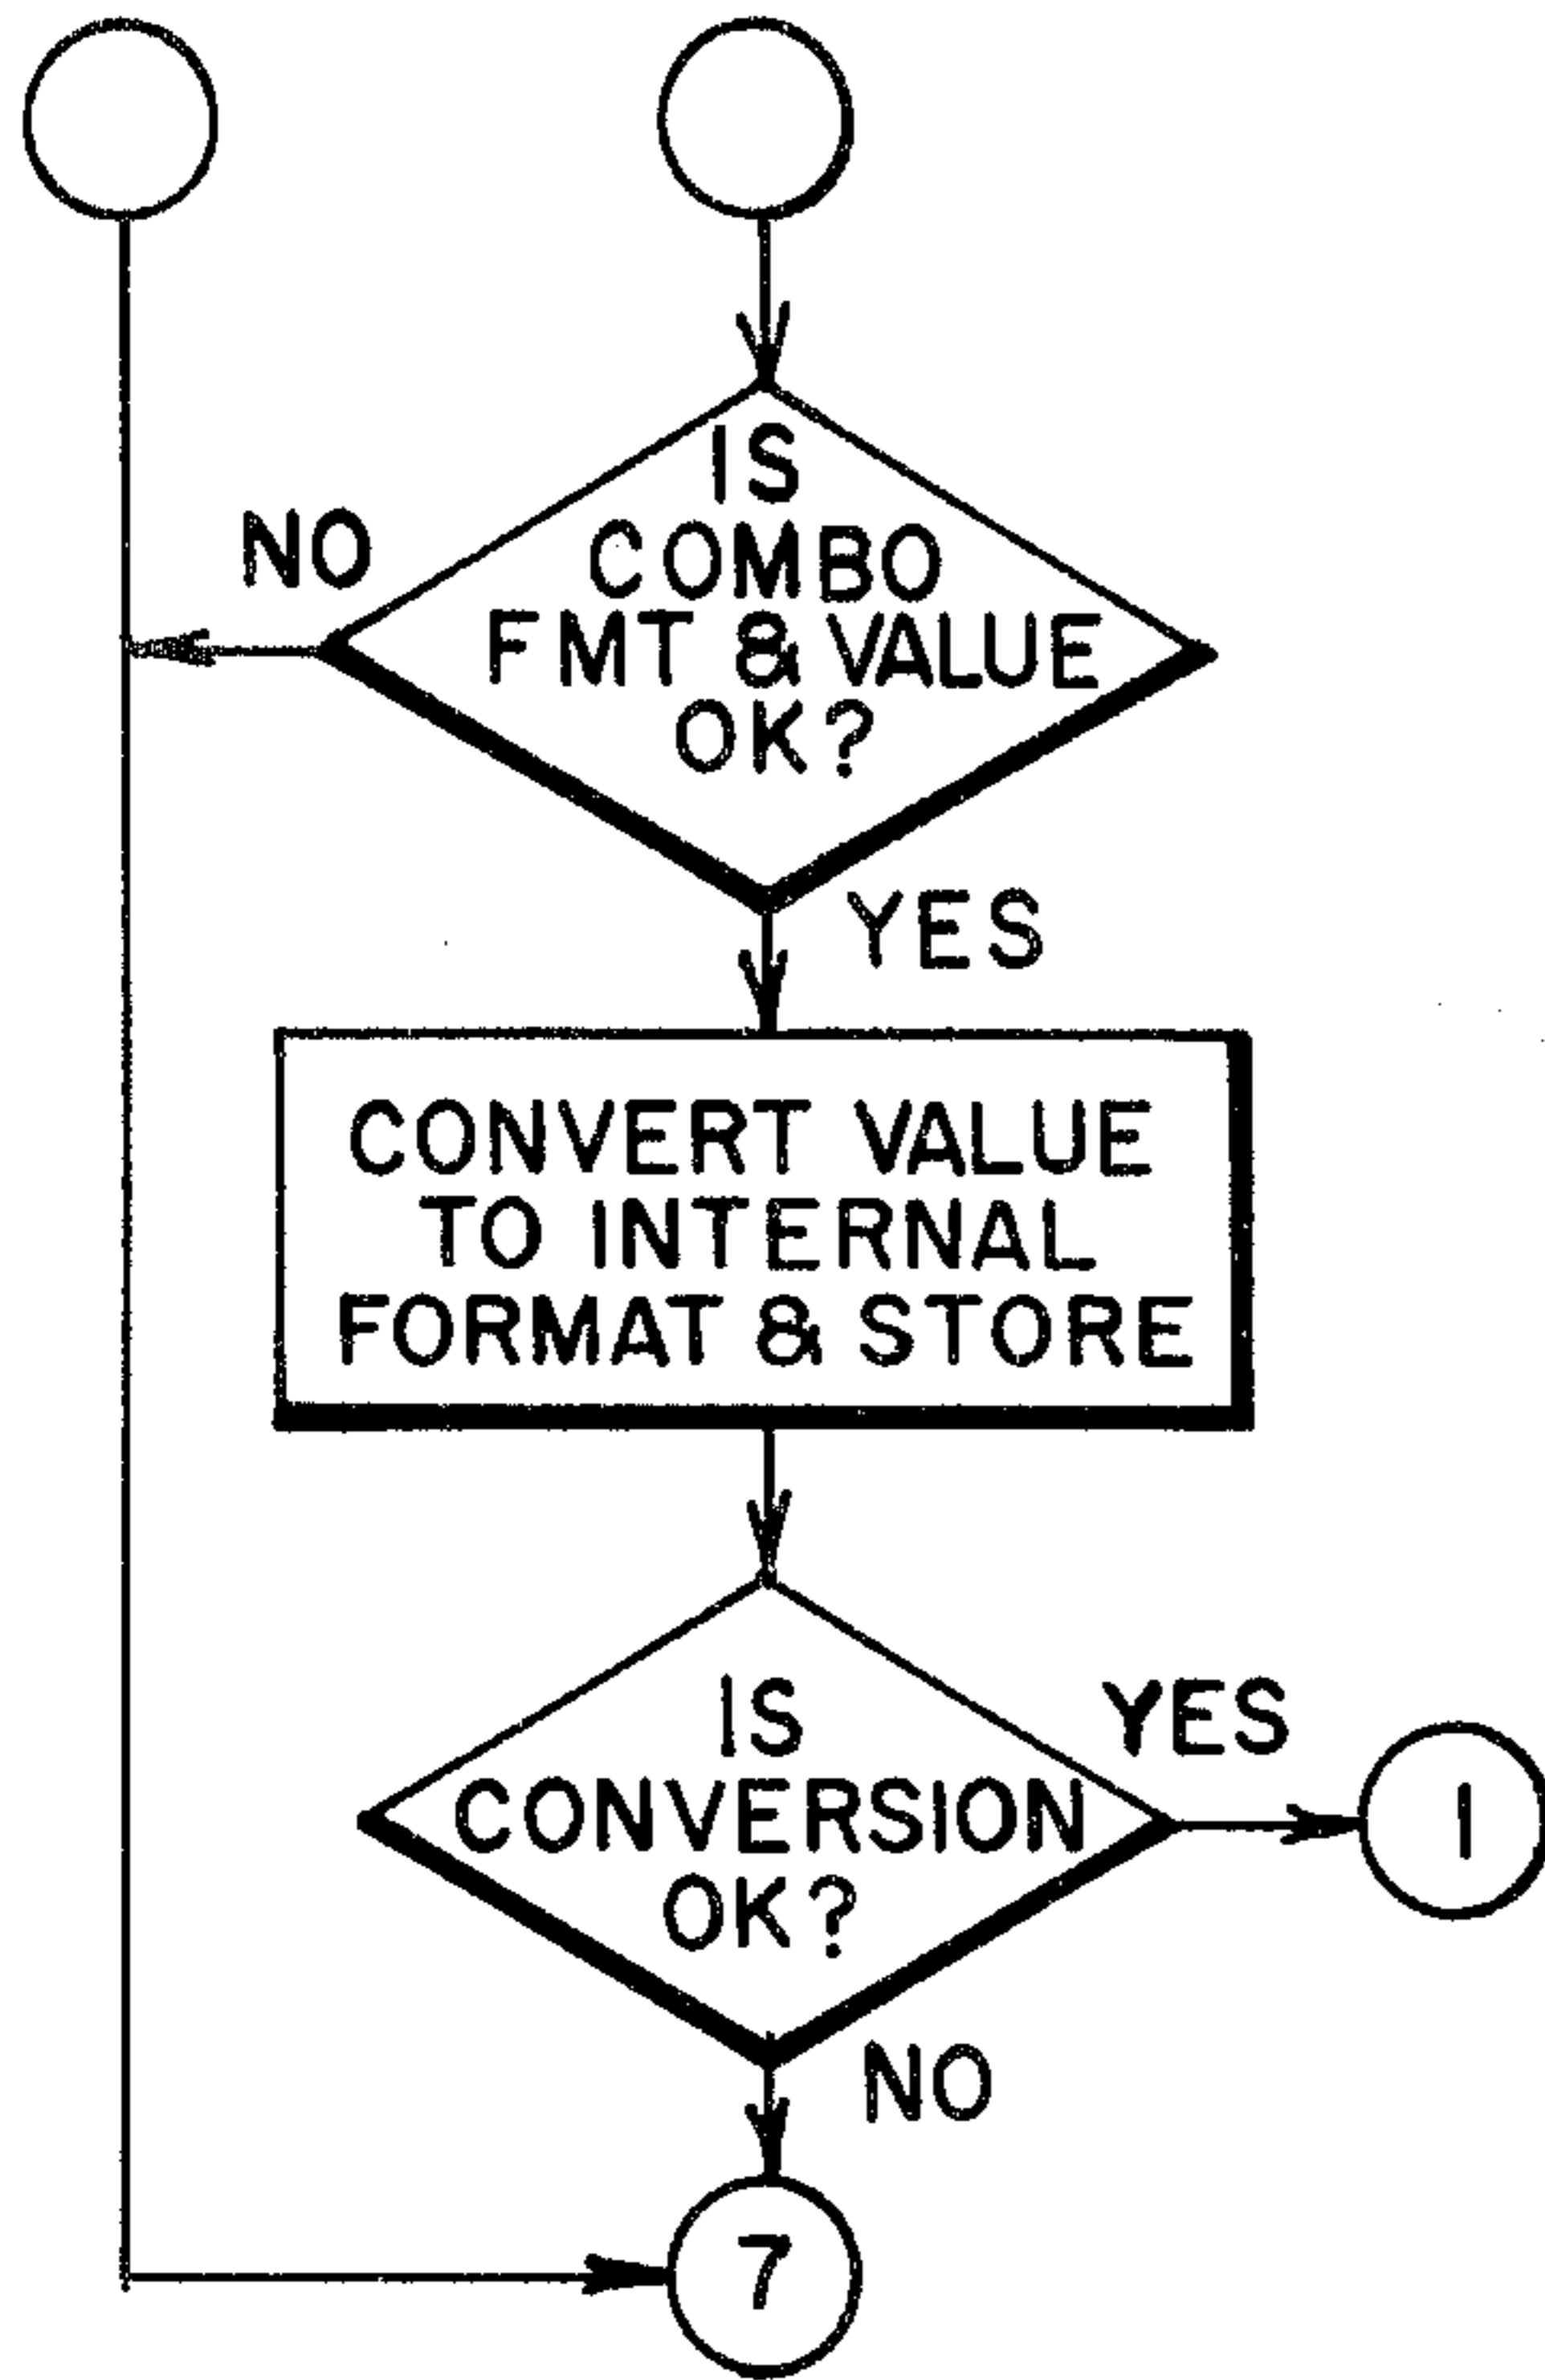 IS
COMBO
FMT & VALUE
OK?
NO
YES
CONVERT VALUE
TO INTERNAL
FORMAT & STORE
IS
CONVERSION
OK?
YES
1
NO
7